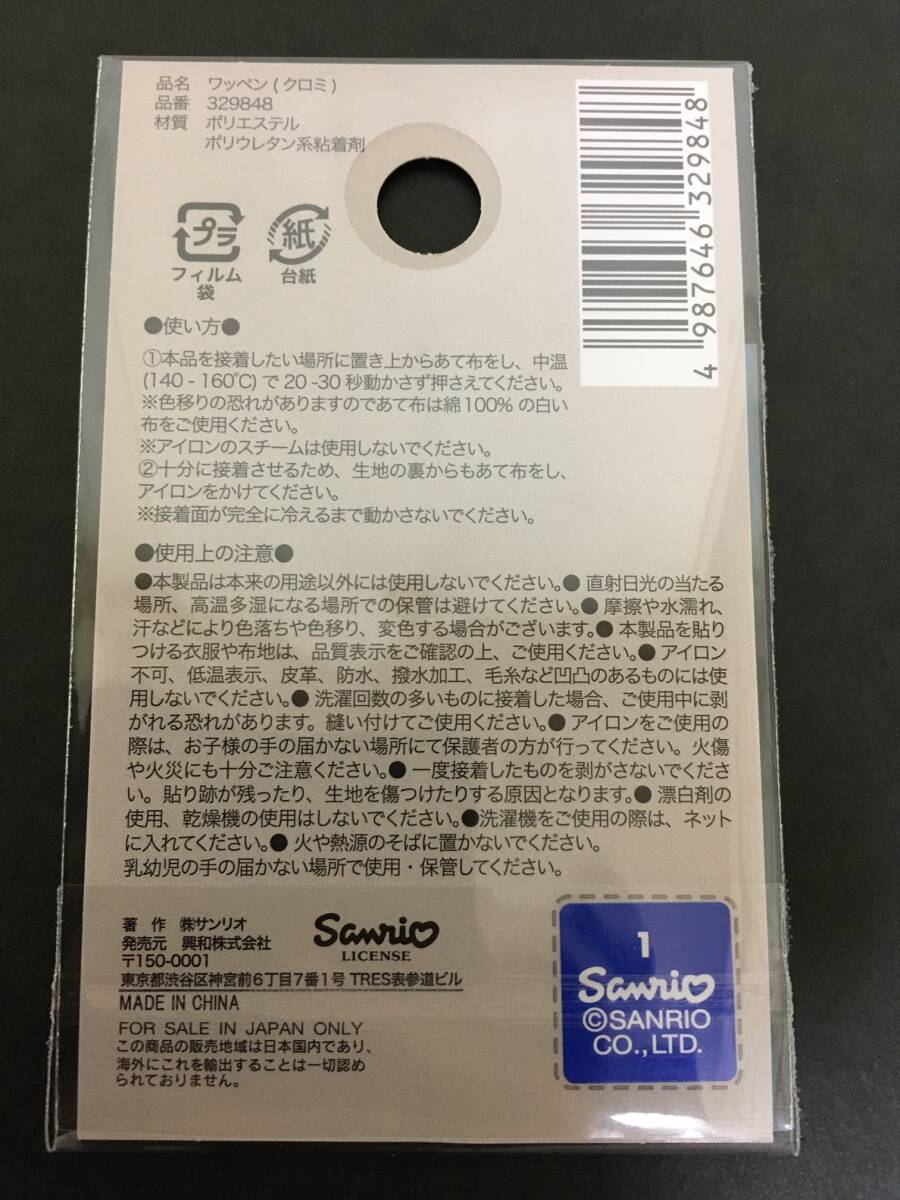 品名 ワッペン(クロミ)
品番 329848
材質 ポリエステル
ポリウレタン系粘着剤
4 987646 329848
プラ
フィルム
袋
紙
台紙
●使い方●
①本品を接着したい場所に置き上からあて布をし、中温
(140-160℃)で20-30秒動かさず押さえてください。
※色移りの恐れがありますのであて布は綿100%の白い
布をご使用ください。
※アイロンのスチームは使用しないでください。
②十分に接着させるため、生地の裏からもあて布をし、
アイロンをかけてください。
※接着面が完全に冷えるまで動かさないでください。
●使用上の注意●
●本製品は本来の用途以外には使用しないでください。● 直射日光の当たる
場所、高温多湿になる場所での保管は避けてください。● 摩擦や水濡れ、
汗などにより色落ちや色移り、変色する場合がございます。● 本製品を貼り
つける衣服や布地は、品質表示をご確認の上、ご使用ください。● アイロン
不可、低温表示、皮革、防水、撥水加工、毛糸など凹凸のあるものには使
用しないでください。● 洗濯回数の多いものに接着した場合、ご使用中に剥
がれる恐れがあります。縫い付けてご使用ください。● アイロンをご使用の
際は、お子様の手の届かない場所にて保護者の方が行ってください。火傷
や火災にも十分ご注意ください。● 一度接着したものを剥がさないでくださ
い。貼り跡が残ったり、生地を傷つけたりする原因となります。● 漂白剤の
使用、乾燥機の使用はしないでください。●洗濯機をご使用の際は、ネット
に入れてください。● 火や熱源のそばに置かないでください。
乳幼児の手の届かない場所で使用・保管してください。
著 作 ㈱サンリオ
発売元 興和株式会社
〒150-0001
東京都渋谷区神宮前6丁目7番1号 TRES表参道ビル
Sanrio
LICENSE
MADE IN CHINA
FOR SALE IN JAPAN ONLY
この商品の販売地域は日本国内であり、
海外にこれを輸出することは一切認め
られておりません。
1
Sanrio
©SANRIO
CO.,LTD.